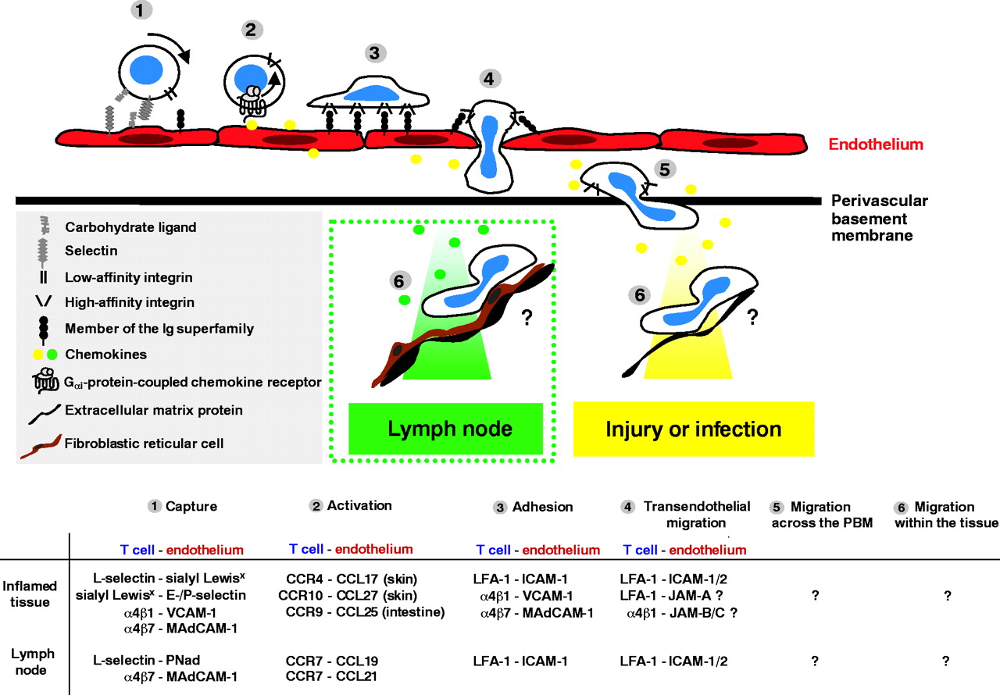 1
2
3
4
Endothelium
5
Perivascular
basement
membrane
Carbohydrate ligand
Selectin
Low-affinity integrin
High-affinity integrin
Member of the Ig superfamily
Chemokines
Gαi-protein-coupled chemokine receptor
Extracellular matrix protein
Fibroblastic reticular cell
6
?
Lymph node
6
?
Injury or infection
1 Capture
2 Activation
3 Adhesion
4 Transendothelial
migration
5 Migration
across the PBM
6 Migration
within the tissue
T cell - endothelium
T cell - endothelium
T cell - endothelium
T cell - endothelium
Inflamed
tissue
L-selectin - sialyl Lewisˣ
sialyl Lewisˣ - E-/P-selectin
α4β1 - VCAM-1
α4β7 - MAdCAM-1
CCR4 - CCL17 (skin)
CCR10 - CCL27 (skin)
CCR9 - CCL25 (intestine)
LFA-1 - ICAM-1
α4β1 - VCAM-1
α4β7 - MAdCAM-1
LFA-1 - ICAM-1/2
LFA-1 - JAM-A ?
α4β1 - JAM-B/C ?
?
?
Lymph
node
L-selectin - PNad
α4β7 - MAdCAM-1
CCR7 - CCL19
CCR7 - CCL21
LFA-1 - ICAM-1
LFA-1 - ICAM-1/2
?
?